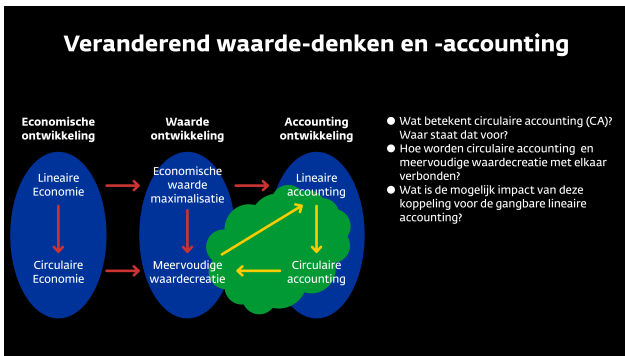 Veranderend waarde-denken en -accounting
Economische
ontwikkeling
Waarde
ontwikkeling
Accounting
ontwikkeling
Lineaire
Economie
Economische
waarde
maximalisatie
Lineaire
accounting
Circulaire
Economie
Meervoudige
waardecreatie
Circulaire
accounting
● Wat betekent circulaire accounting (CA)?
Waar staat dat voor?
● Hoe worden circulaire accounting en
meervoudige waardecreatie met elkaar
verbonden?
● Wat is de mogelijk impact van deze
koppeling voor de gangbare lineaire
accounting?